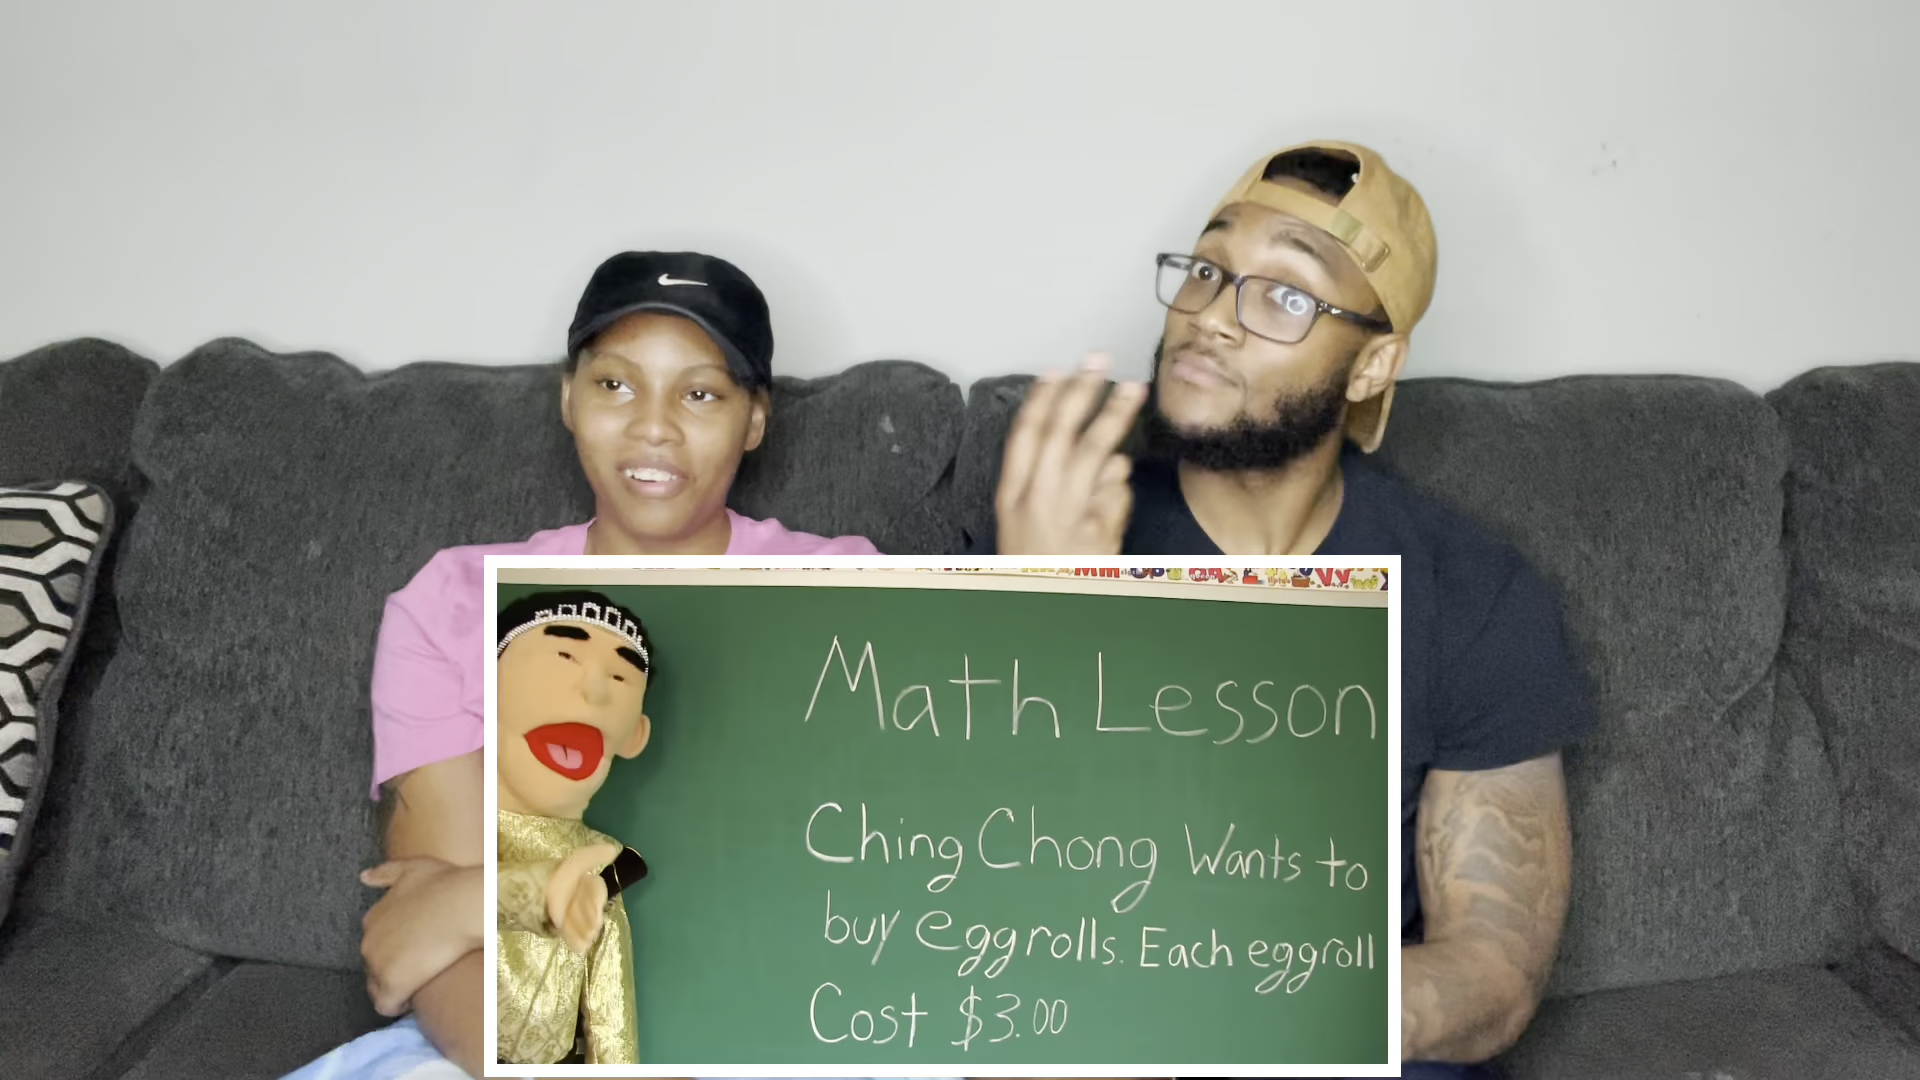 Math Lesson
Ching Chong Wants to
buy eggrolls. Each eggroll
Cost $3.00